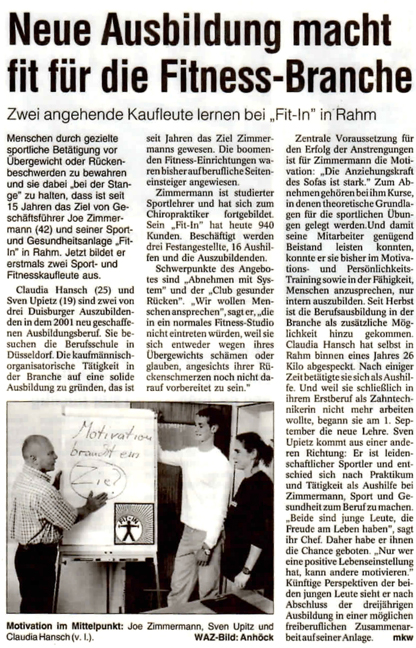 Neue Ausbildung macht
fit für die Fitness-Branche
Zwei angehende Kaufleute lernen bei „Fit-In” in Rahm
Menschen durch gezielte
sportliche Betätigung vor
Übergewicht oder Rücken-
beschwerden zu bewahren
und sie dabei „bei der Stan-
ge” zu halten, dass ist seit
15 Jahren das Ziel von Ge-
schäftsführer Joe Zimmer-
mann (42) und seiner Sport-
und Gesundheitsanlage „Fit-
In” in Rahm. Jetzt bildet er
erstmals zwei Sport- und
Fitnesskaufleute aus.
Claudia Hansch (25) und
Sven Upietz (19) sind zwei von
drei Duisburger Auszubilden-
den in dem 2001 neu geschaffe-
nen Ausbildungsberuf. Sie be-
suchen die Berufsschule in
Düsseldorf. Die kaufmännisch-
organisatorische Tätigkeit in
der Branche auf eine solide
Ausbildung zu gründen, das ist
seit Jahren das Ziel Zimmer-
manns gewesen. Die boomen-
den Fitness-Einrichtungen wa-
ren bisher auf berufliche Seiten-
einsteiger angewiesen.
Zimmermann ist studierter
Sportlehrer und hat sich zum
Chiropraktiker fortgebildet.
Sein „Fit-In” hat heute 940
Kunden. Beschäftigt werden
drei Festangestellte, 16 Aushil-
fen und die Auszubildenden.
Schwerpunkte des Angebo-
tes sind „Abnehmen mit Sys-
tem” und der „Club gesunder
Rücken”. „Wir wollen Men-
schen ansprechen”, sagt er, „die
in ein normales Fitness-Studio
nicht eintreten würden, weil sie
sich entweder wegen ihres
Übergewichts schämen oder
glauben, angesichts ihrer Rü-
ckenschmerzen noch nicht da-
rauf vorbereitet zu sein.”
Zentrale Voraussetzung für
den Erfolg der Anstrengungen
ist für Zimmermann die Moti-
vation: „Die Anziehungskraft
des Sofas ist stark.” Zum Ab-
nehmen gehören bei ihm Kurse,
in denen theoretische Grundla-
gen für die sportlichen Übun-
gen gelegt werden.Und damit
seine Mitarbeiter genügend
Beistand leisten konnten,
konnte er sie bisher im Motiva-
tions- und Persönlichkeits-
Training sowie in der Fähigkeit,
Menschen anzusprechen, nur
intern auszubilden. Seit Herbst
ist die Berufsausbildung in der
Branche als zusätzliche Mög-
lichkeit hinzu gekommen.
Claudia Hansch hat selbst in
Rahm binnen eines Jahres 26
Kilo abgespeckt. Nach einiger
Zeit betätigte sie sich als Aushil-
fe. Und weil sie schließlich in
ihrem Erstberuf als Zahntech-
nikerin nicht mehr arbeiten
wollte, begann sie am 1. Sep-
tember die neue Lehre. Sven
Upietz kommt aus einer ande-
ren Richtung: Er ist leiden-
schaftlicher Sportler und ent-
schied sich nach Praktikum
und Tätigkeit als Aushilfe bei
Zimmermann, Sport und Ge-
sundheit zum Beruf zu machen.
„Beide sind junge Leute, die
Freude am Leben haben”, sagt
ihr Chef. Daher habe er ihnen
die Chance geboten. „Nur wer
eine positive Lebenseinstellung
hat, kann andere motivieren.”
Künftige Perspektiven der bei-
den jungen Leute sieht er nach
Abschluss der dreijährigen
Ausbildung in einer möglichen
freiberuflichen Zusammenar-
beit auf seiner Anlage. mkw
Motivation
braucht ein
Ziel?
Motivation im Mittelpunkt: Joe Zimmermann, Sven Upitz und
Claudia Hansch (v. l.). WAZ-Bild: Anhöck